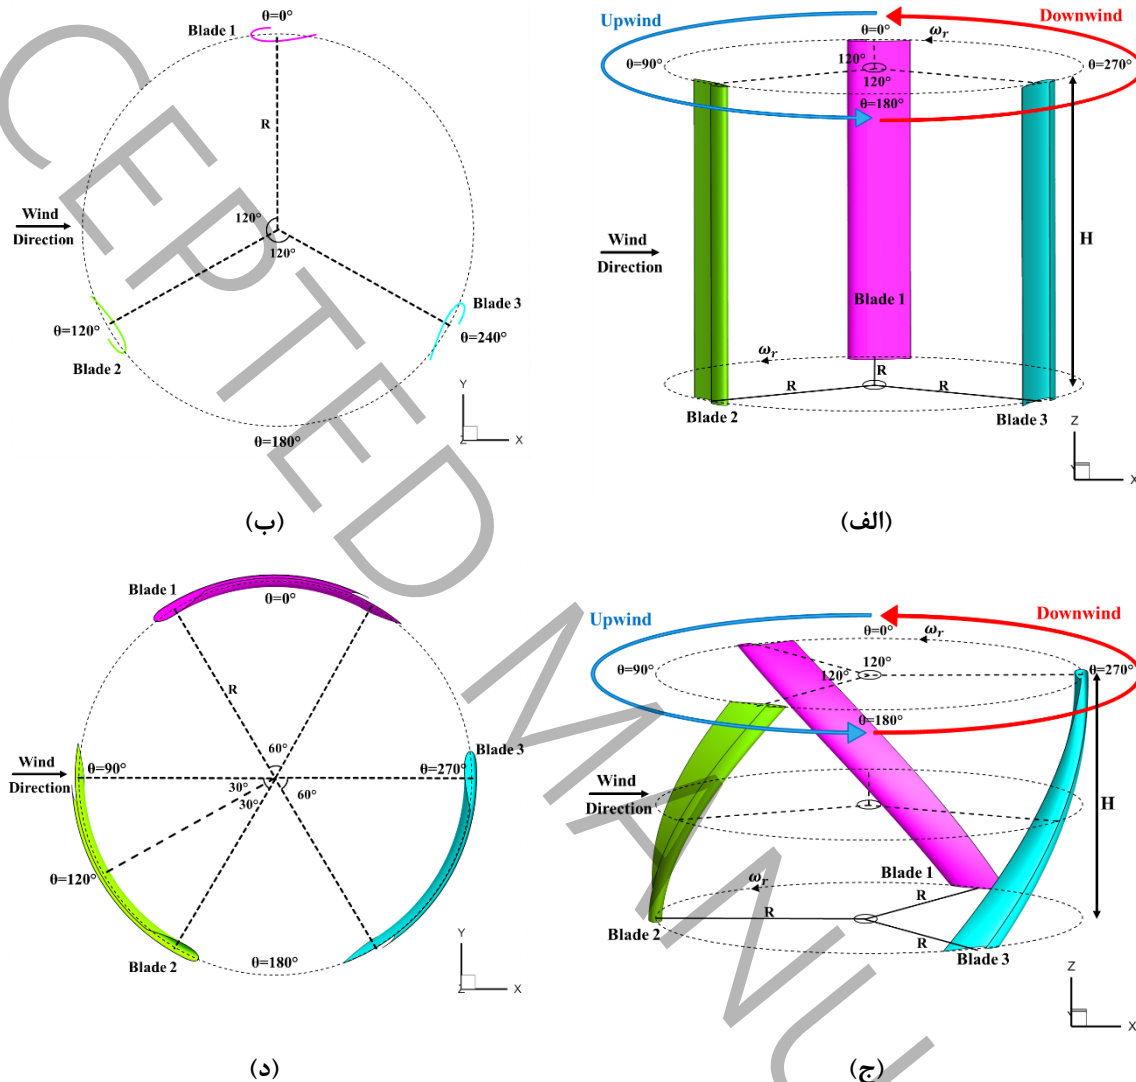 Blade 1
θ=0°
R
Wind
Direction
120°
120°
Blade 3
θ=120°
θ=240°
Blade 2
θ=180°
Y
Z
X
(ب)
Upwind
Downwind
θ=0°
ωr
θ=90°
120°
θ=270°
120°
θ=180°
Wind
Direction
H
Blade 1
ωr
R
R
R
Blade 2
Blade 3
Z
Y
X
(الف)
Blade 1
θ=0°
R
Blade 3
Wind
Direction
θ=90°
60°
θ=270°
30°
30°
60°
θ=120°
Blade 2
θ=180°
Y
Z
X
(د)
Upwind
Downwind
θ=0°
ωr
θ=90°
120°
120°
θ=270°
θ=180°
Wind
Direction
H
Blade 1
ωr
R
R
R
Blade 2
Blade 3
Z
Y
X
(ج)
CEPTED MANU